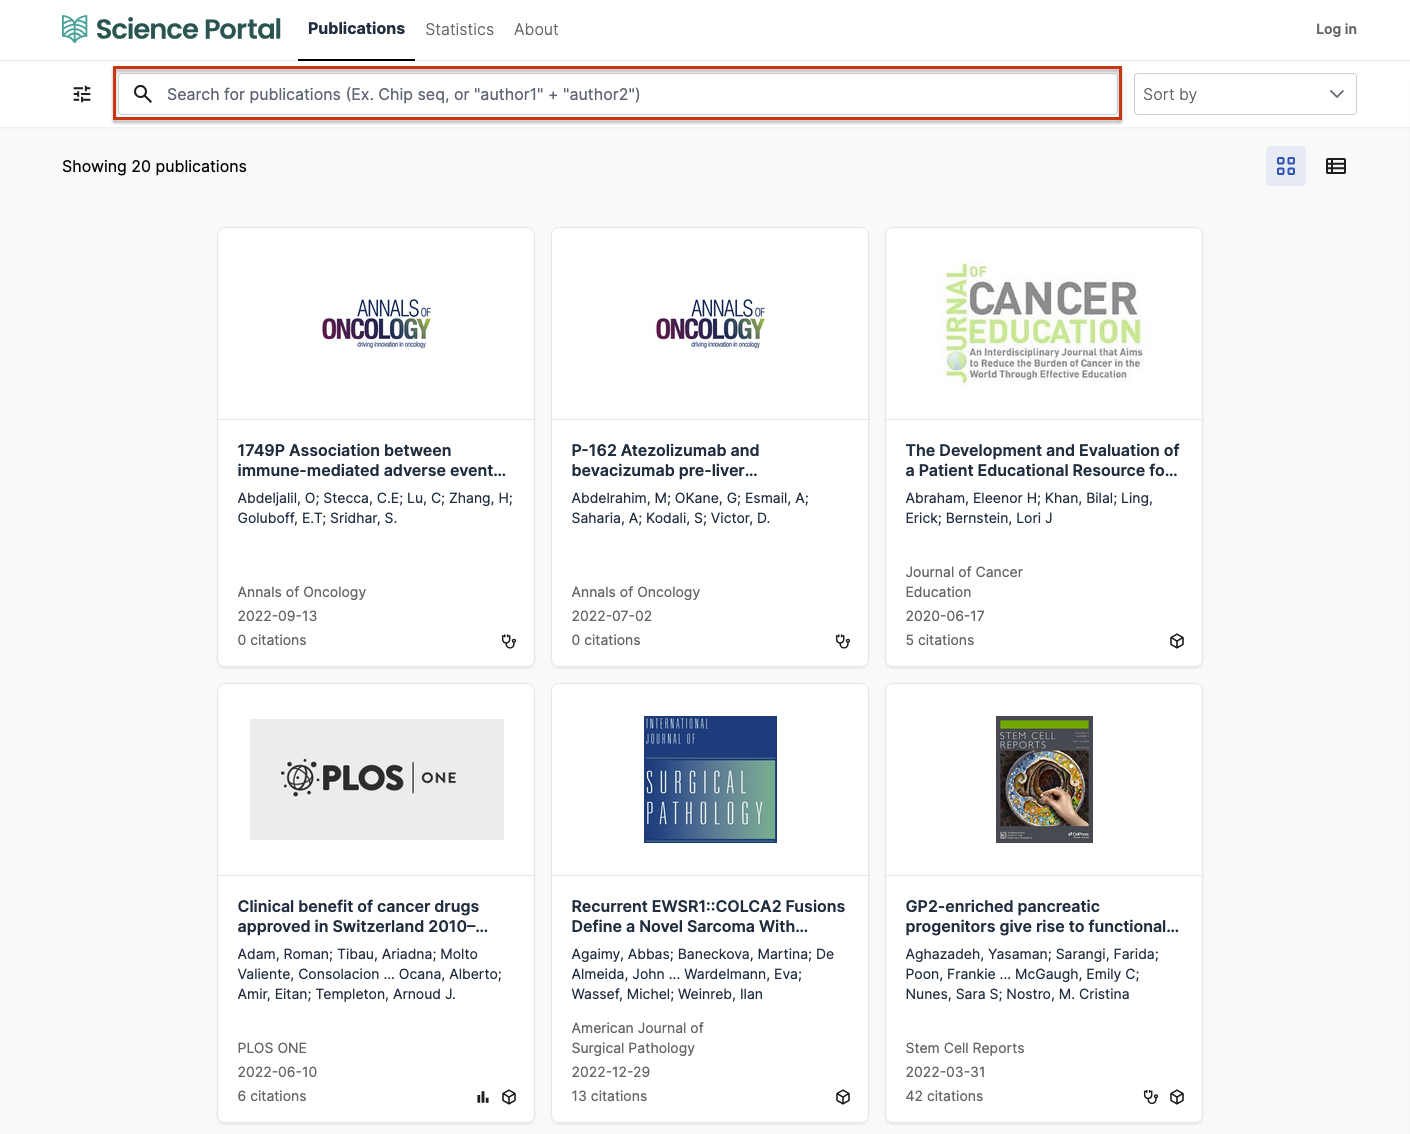 Science Portal
Publications
Statistics
About
Log in
Search for publications (Ex. Chip seq, or "author1" + "author2")
Sort by
Showing 20 publications
ANNALS OF
ONCOLOGY
driving innovation in oncology
1749P Association between
immune-mediated adverse event...
Abdeljalil, O; Stecca, C.E; Lu, C; Zhang, H;
Goluboff, E.T; Sridhar, S.
Annals of Oncology
2022-09-13
0 citations
ANNALS OF
ONCOLOGY
driving innovation in oncology
P-162 Atezolizumab and
bevacizumab pre-liver...
Abdelrahim, M; OKane, G; Esmail, A;
Saharia, A; Kodali, S; Victor, D.
Annals of Oncology
2022-07-02
0 citations
JOURNAL
OF
CANCER
EDUCATION
An Interdisciplinary Journal that Aims
to Reduce the Burden of Cancer in the
World Through Effective Education
The Development and Evaluation of
a Patient Educational Resource fo...
Abraham, Eleenor H; Khan, Bilal; Ling,
Erick; Bernstein, Lori J
Journal of Cancer
Education
2020-06-17
5 citations
PLOS ONE
Clinical benefit of cancer drugs
approved in Switzerland 2010–...
Adam, Roman; Tibau, Ariadna; Molto
Valiente, Consolacion ... Ocana, Alberto;
Amir, Eitan; Templeton, Arnoud J.
PLOS ONE
2022-06-10
6 citations
INTERNATIONAL
JOURNAL OF
SURGICAL
PATHOLOGY
Recurrent EWSR1::COLCA2 Fusions
Define a Novel Sarcoma With...
Agaimy, Abbas; Baneckova, Martina; De
Almeida, John ... Wardelmann, Eva;
Wassef, Michel; Weinreb, Ilan
American Journal of
Surgical Pathology
2022-12-29
13 citations
STEM CELL
REPORTS
GP2-enriched pancreatic
progenitors give rise to functional...
Aghazadeh, Yasaman; Sarangi, Farida;
Poon, Frankie ... McGaugh, Emily C;
Nunes, Sara S; Nostro, M. Cristina
Stem Cell Reports
2022-03-31
42 citations